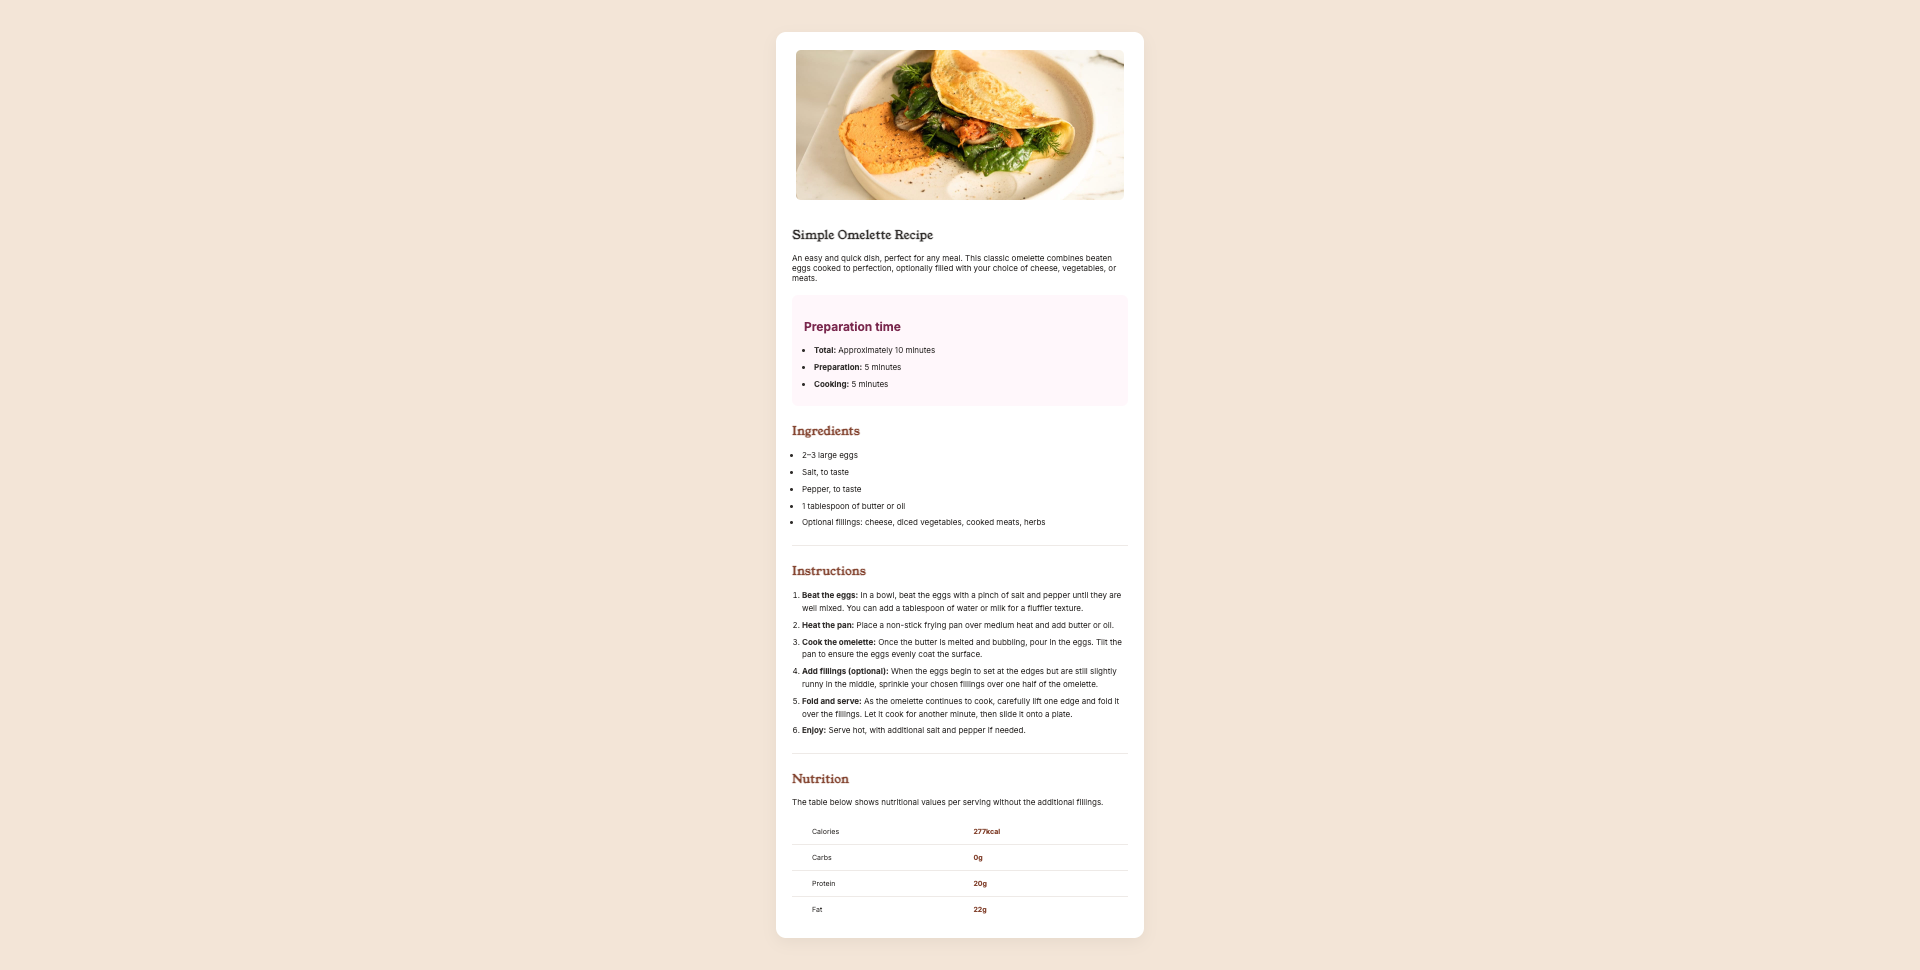 Simple Omelette Recipe
An easy and quick dish, perfect for any meal. This classic omelette combines beaten
eggs cooked to perfection, optionally filled with your choice of cheese, vegetables, or
meats.
Preparation time
• Total: Approximately 10 minutes
• Preparation: 5 minutes
• Cooking: 5 minutes
Ingredients
• 2–3 large eggs
• Salt, to taste
• Pepper, to taste
• 1 tablespoon of butter or oil
• Optional fillings: cheese, diced vegetables, cooked meats, herbs
Instructions
1. Beat the eggs: In a bowl, beat the eggs with a pinch of salt and pepper until they are
well mixed. You can add a tablespoon of water or milk for a fluffier texture.
2. Heat the pan: Place a non-stick frying pan over medium heat and add butter or oil.
3. Cook the omelette: Once the butter is melted and bubbling, pour in the eggs. Tilt the
pan to ensure the eggs evenly coat the surface.
4. Add fillings (optional): When the eggs begin to set at the edges but are still slightly
runny in the middle, sprinkle your chosen fillings over one half of the omelette.
5. Fold and serve: As the omelette continues to cook, carefully lift one edge and fold it
over the fillings. Let it cook for another minute, then slide it onto a plate.
6. Enjoy: Serve hot, with additional salt and pepper if needed.
Nutrition
The table below shows nutritional values per serving without the additional fillings.
Calories 277kcal
Carbs 0g
Protein 20g
Fat 22g